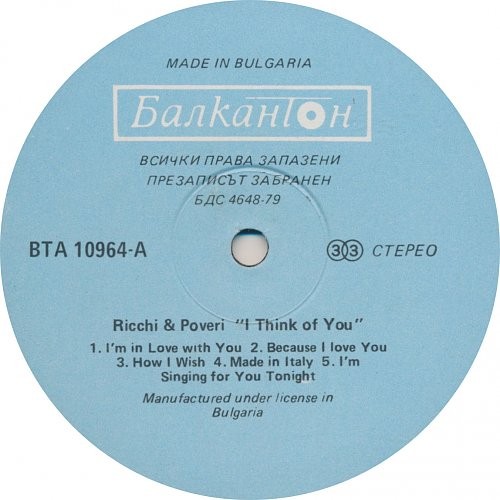 MADE IN BULGARIA
Балкантон
ВСИЧКИ ПРАВА ЗАПАЗЕНИ
ПРЕЗАПИСЪТ ЗАБРАНЕН
БДС 4648-79
ВТА 10964-А
33 СТЕРЕО
Ricchi & Poveri "I Think of You"
1. I'm in Love with You 2. Because I love You
3. How I Wish 4. Made in Italy 5. I'm
Singing for You Tonight
Manufactured under license in
Bulgaria